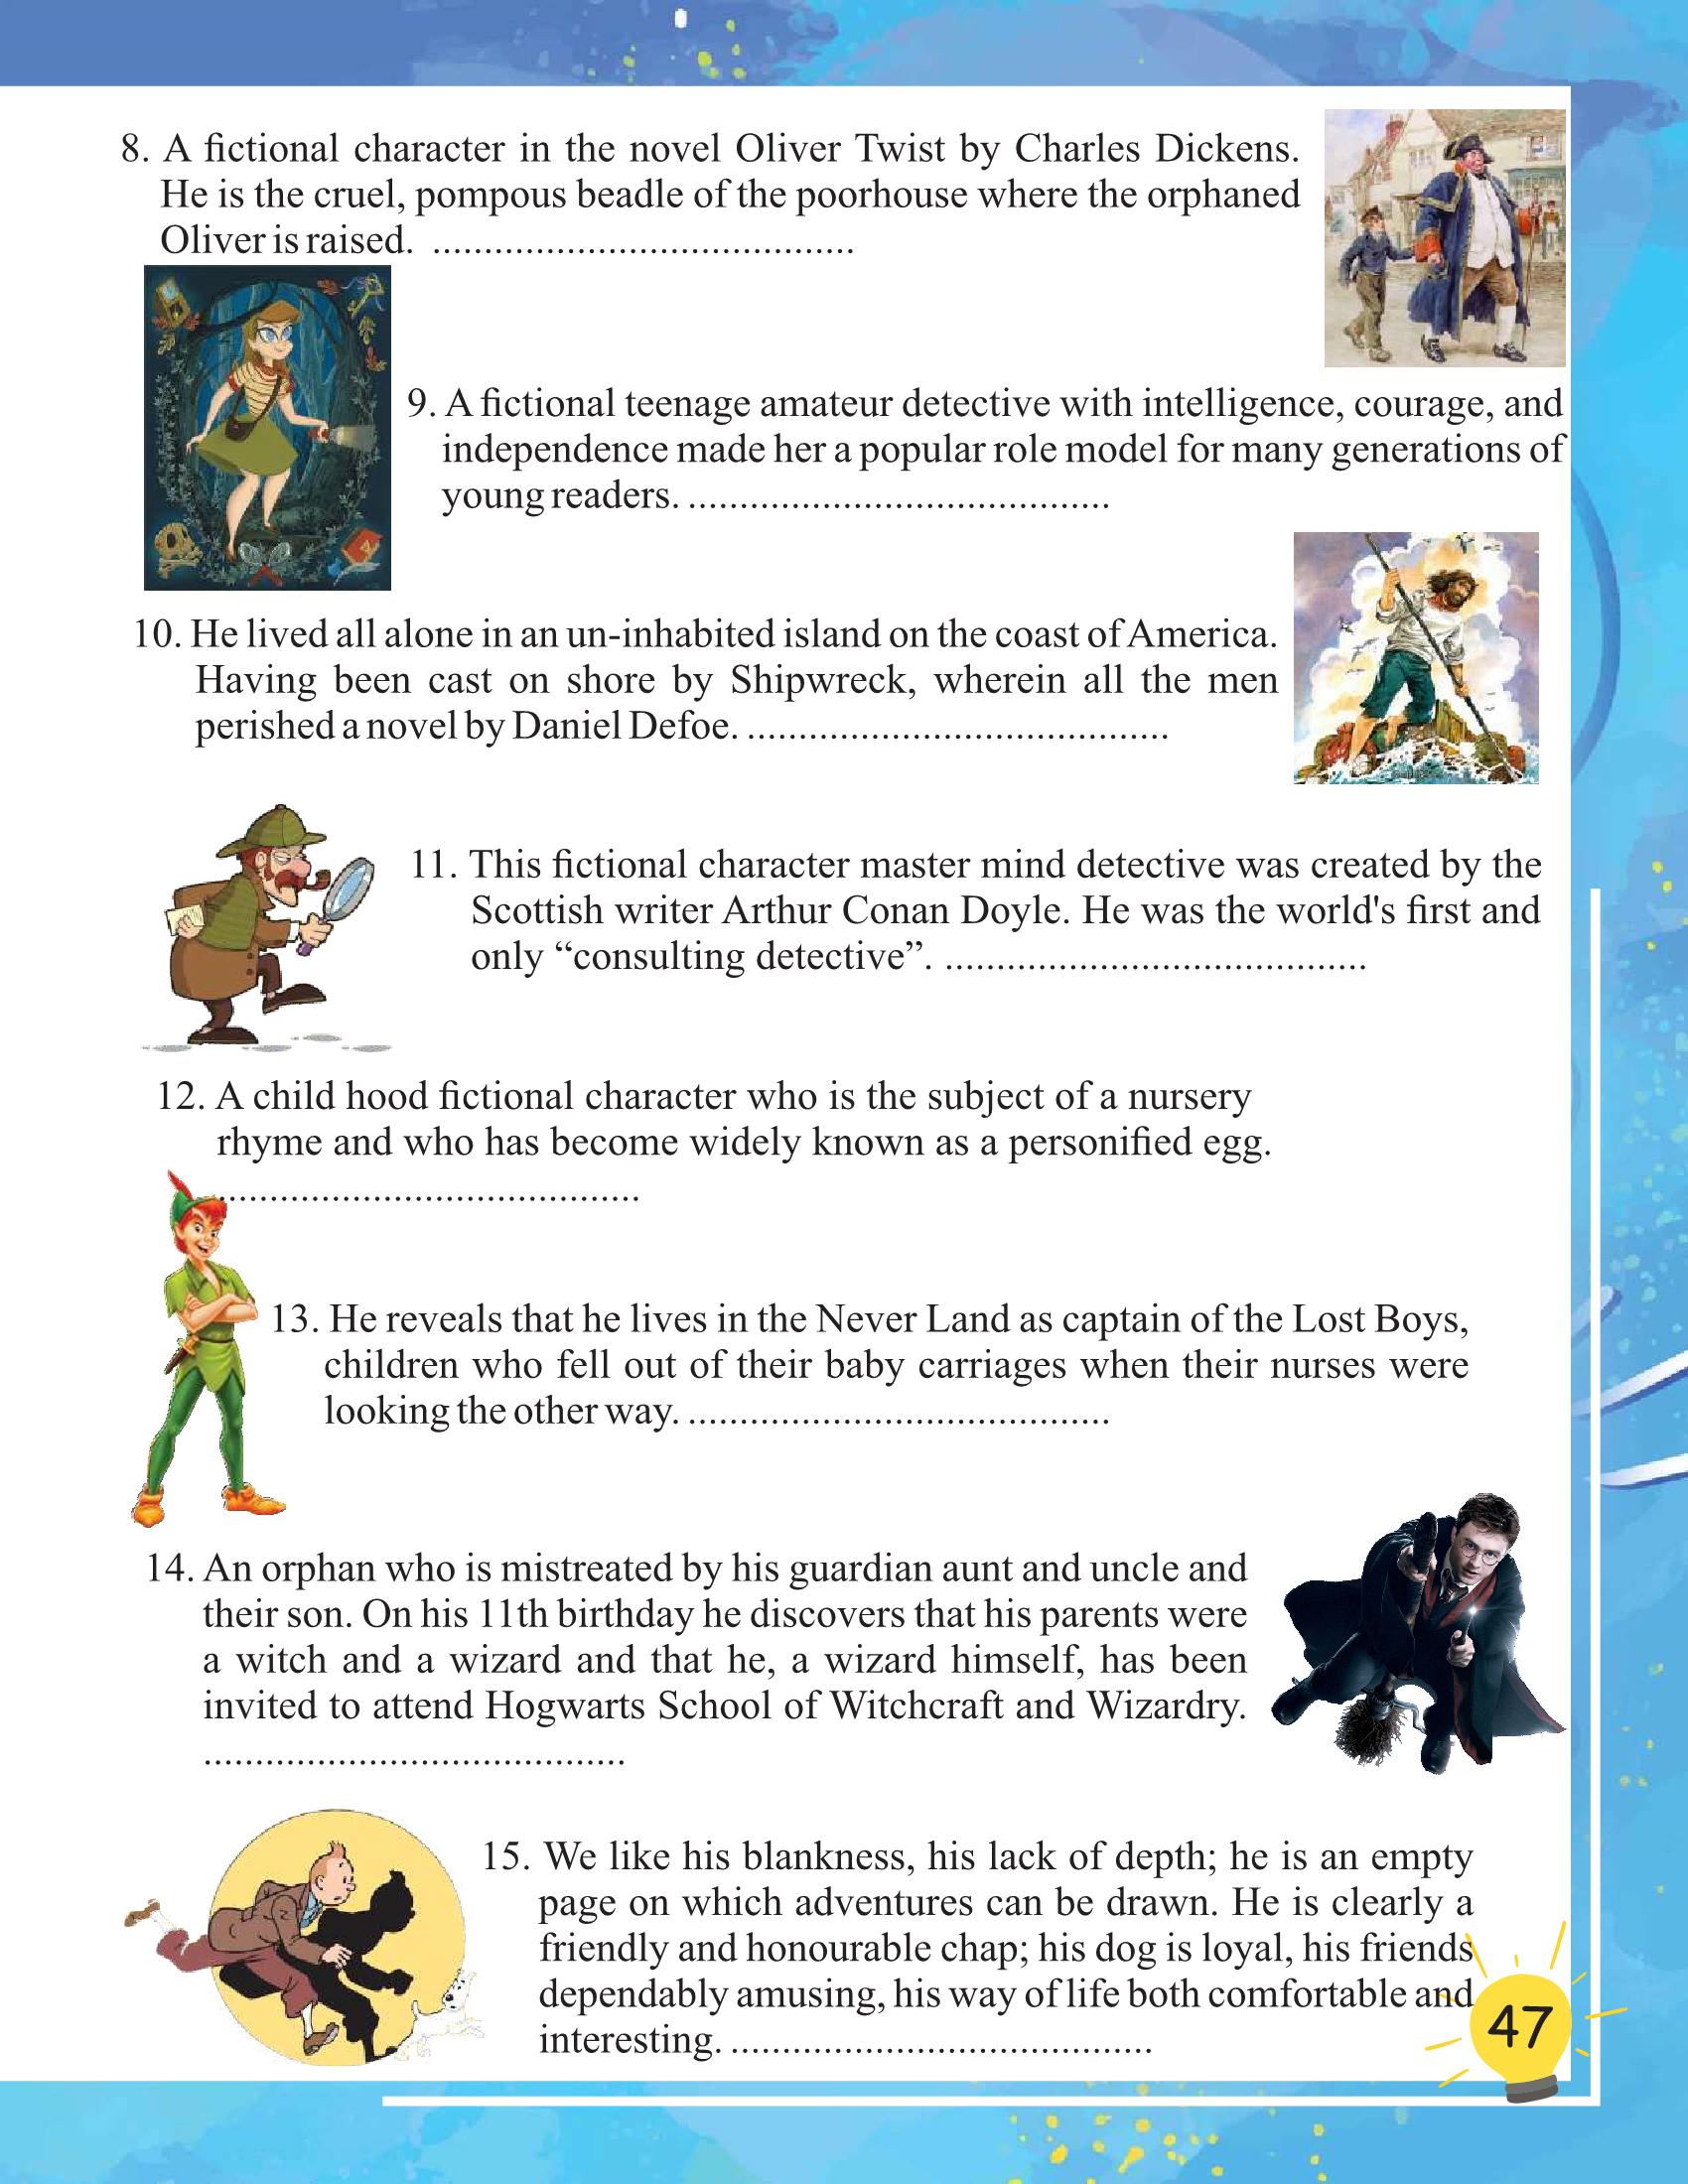 8. A fictional character in the novel Oliver Twist by Charles Dickens.
He is the cruel, pompous beadle of the poorhouse where the orphaned
Oliver is raised. .........................................
9. A fictional teenage amateur detective with intelligence, courage, and
independence made her a popular role model for many generations of
young readers. .........................................
10. He lived all alone in an un-inhabited island on the coast of America.
Having been cast on shore by Shipwreck, wherein all the men
perished a novel by Daniel Defoe. .........................................
11. This fictional character master mind detective was created by the
Scottish writer Arthur Conan Doyle. He was the world's first and
only “consulting detective”. .........................................
12. A child hood fictional character who is the subject of a nursery
rhyme and who has become widely known as a personified egg.
.........................................
13. He reveals that he lives in the Never Land as captain of the Lost Boys,
children who fell out of their baby carriages when their nurses were
looking the other way. .........................................
14. An orphan who is mistreated by his guardian aunt and uncle and
their son. On his 11th birthday he discovers that his parents were
a witch and a wizard and that he, a wizard himself, has been
invited to attend Hogwarts School of Witchcraft and Wizardry.
.........................................
15. We like his blankness, his lack of depth; he is an empty
page on which adventures can be drawn. He is clearly a
friendly and honourable chap; his dog is loyal, his friends
dependably amusing, his way of life both comfortable and
interesting. .........................................
47